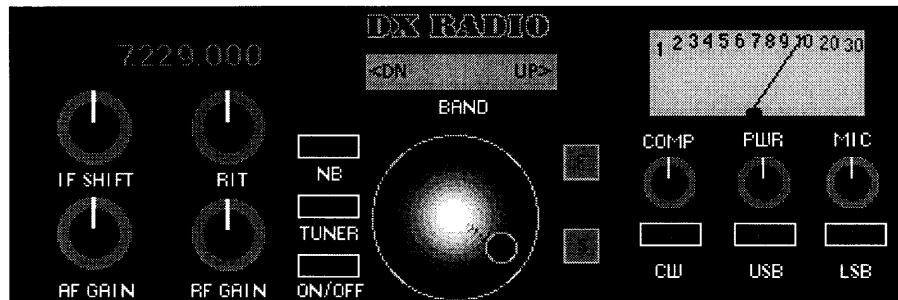 DX RADIO
7.229.000
<DN UP>
BAND
1 2 3 4 5 6 7 8 9 10 20 30
COMP PWR MIC
IF SHIFT RIT
NB
TUNER
AF GAIN RF GAIN
ON/OFF
F
S
CW USB LSB